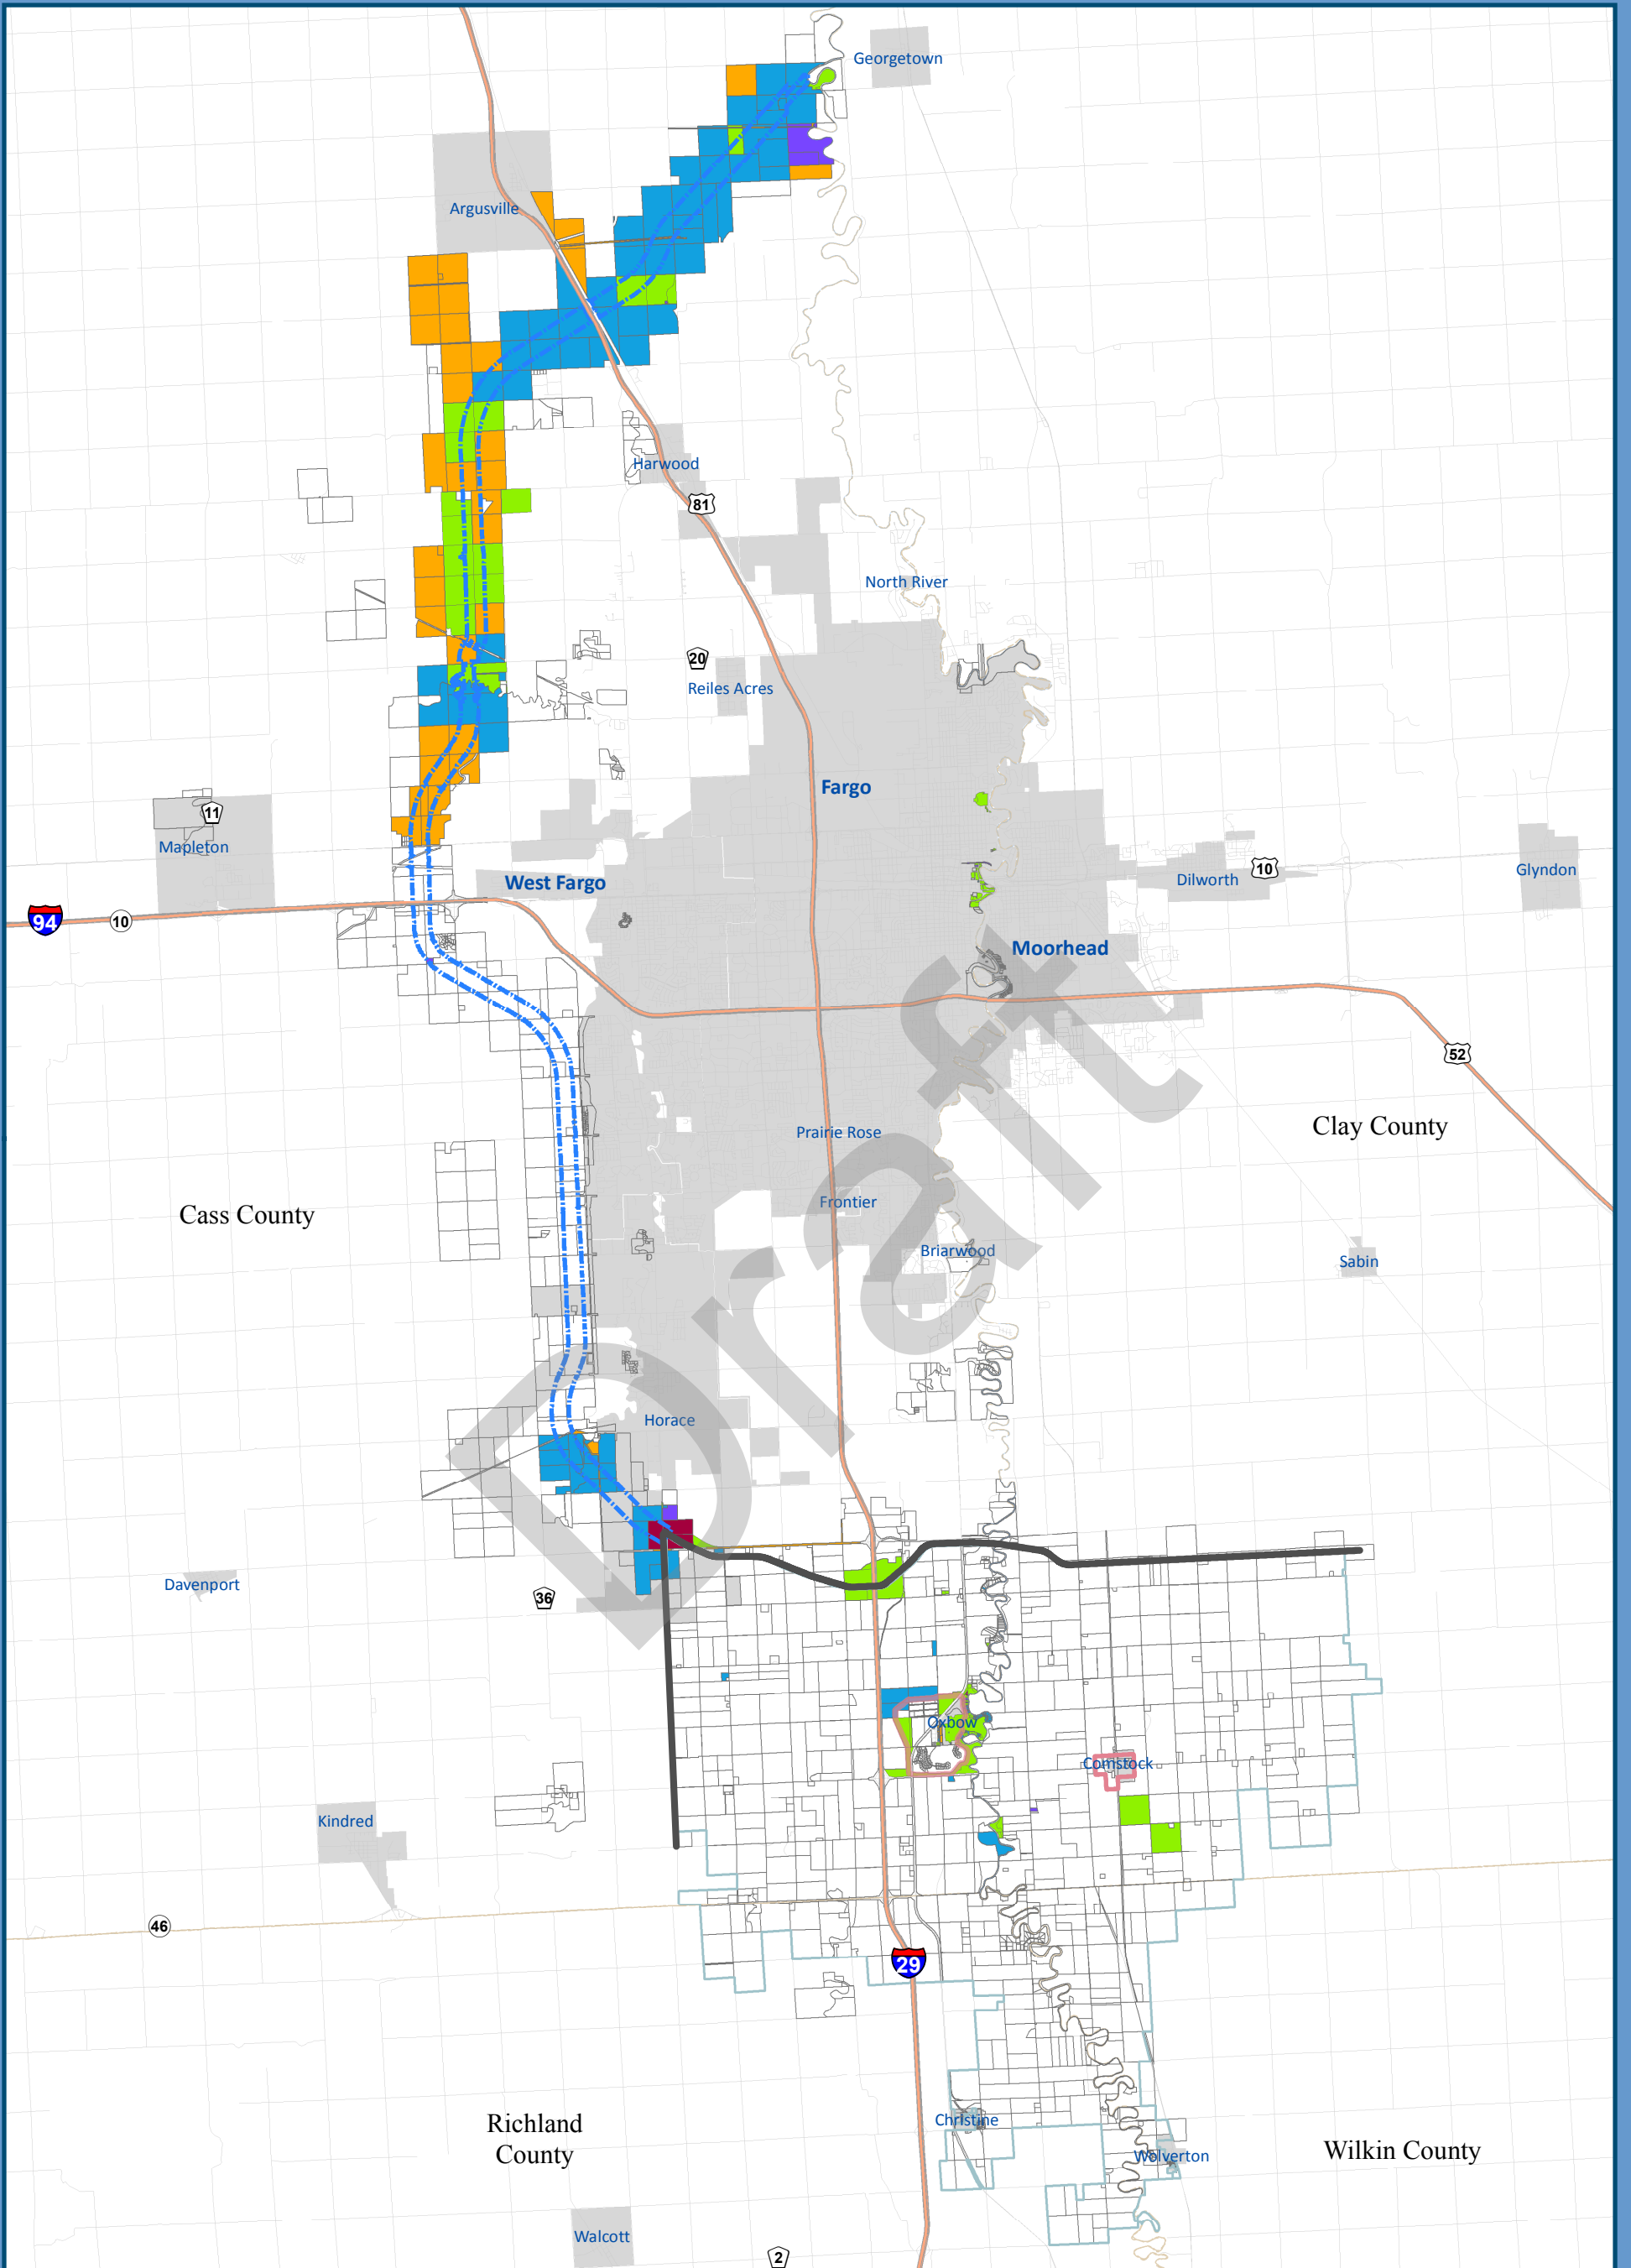 Georgetown
Argusville
Harwood
81
North River
20
Reiles Acres
Fargo
11
Mapleton
West Fargo
10
Dilworth
Glyndon
94
10
Moorhead
52
Clay County
Prairie Rose
Cass County
Frontier
Briarwood
Sabin
Draft
Horace
Davenport
36
Oxbow
Comstock
Kindred
46
29
Christine
Richland
County
Wolverton
Wilkin County
Walcott
2